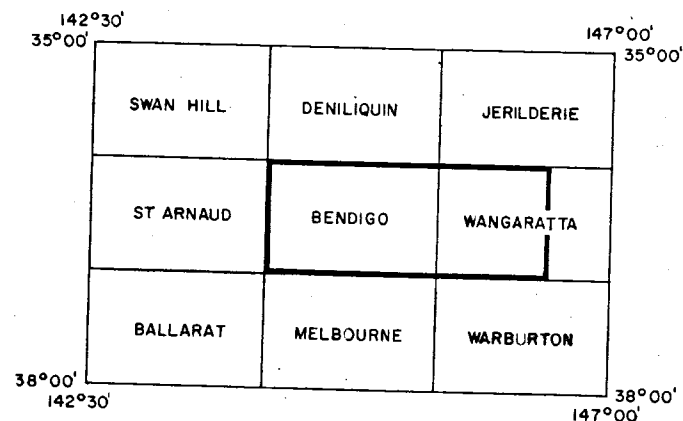 142°30'
147°00'
35°00'
35°00'
SWAN HILL
DENILIQUIN
JERILDERIE
ST ARNAUD
BENDIGO
WANGARATTA
BALLARAT
MELBOURNE
WARBURTON
38°00'
38°00'
142°30'
147°00'